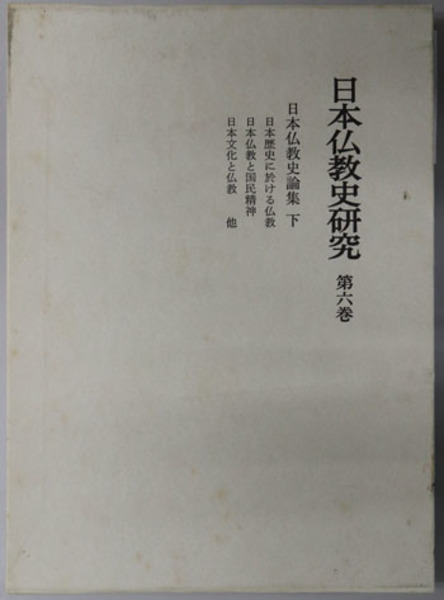 日本仏教史研究 第六巻
日本仏教史論集 下
日本歴史に於ける仏教
日本仏教と国民精神
日本文化と仏教 他